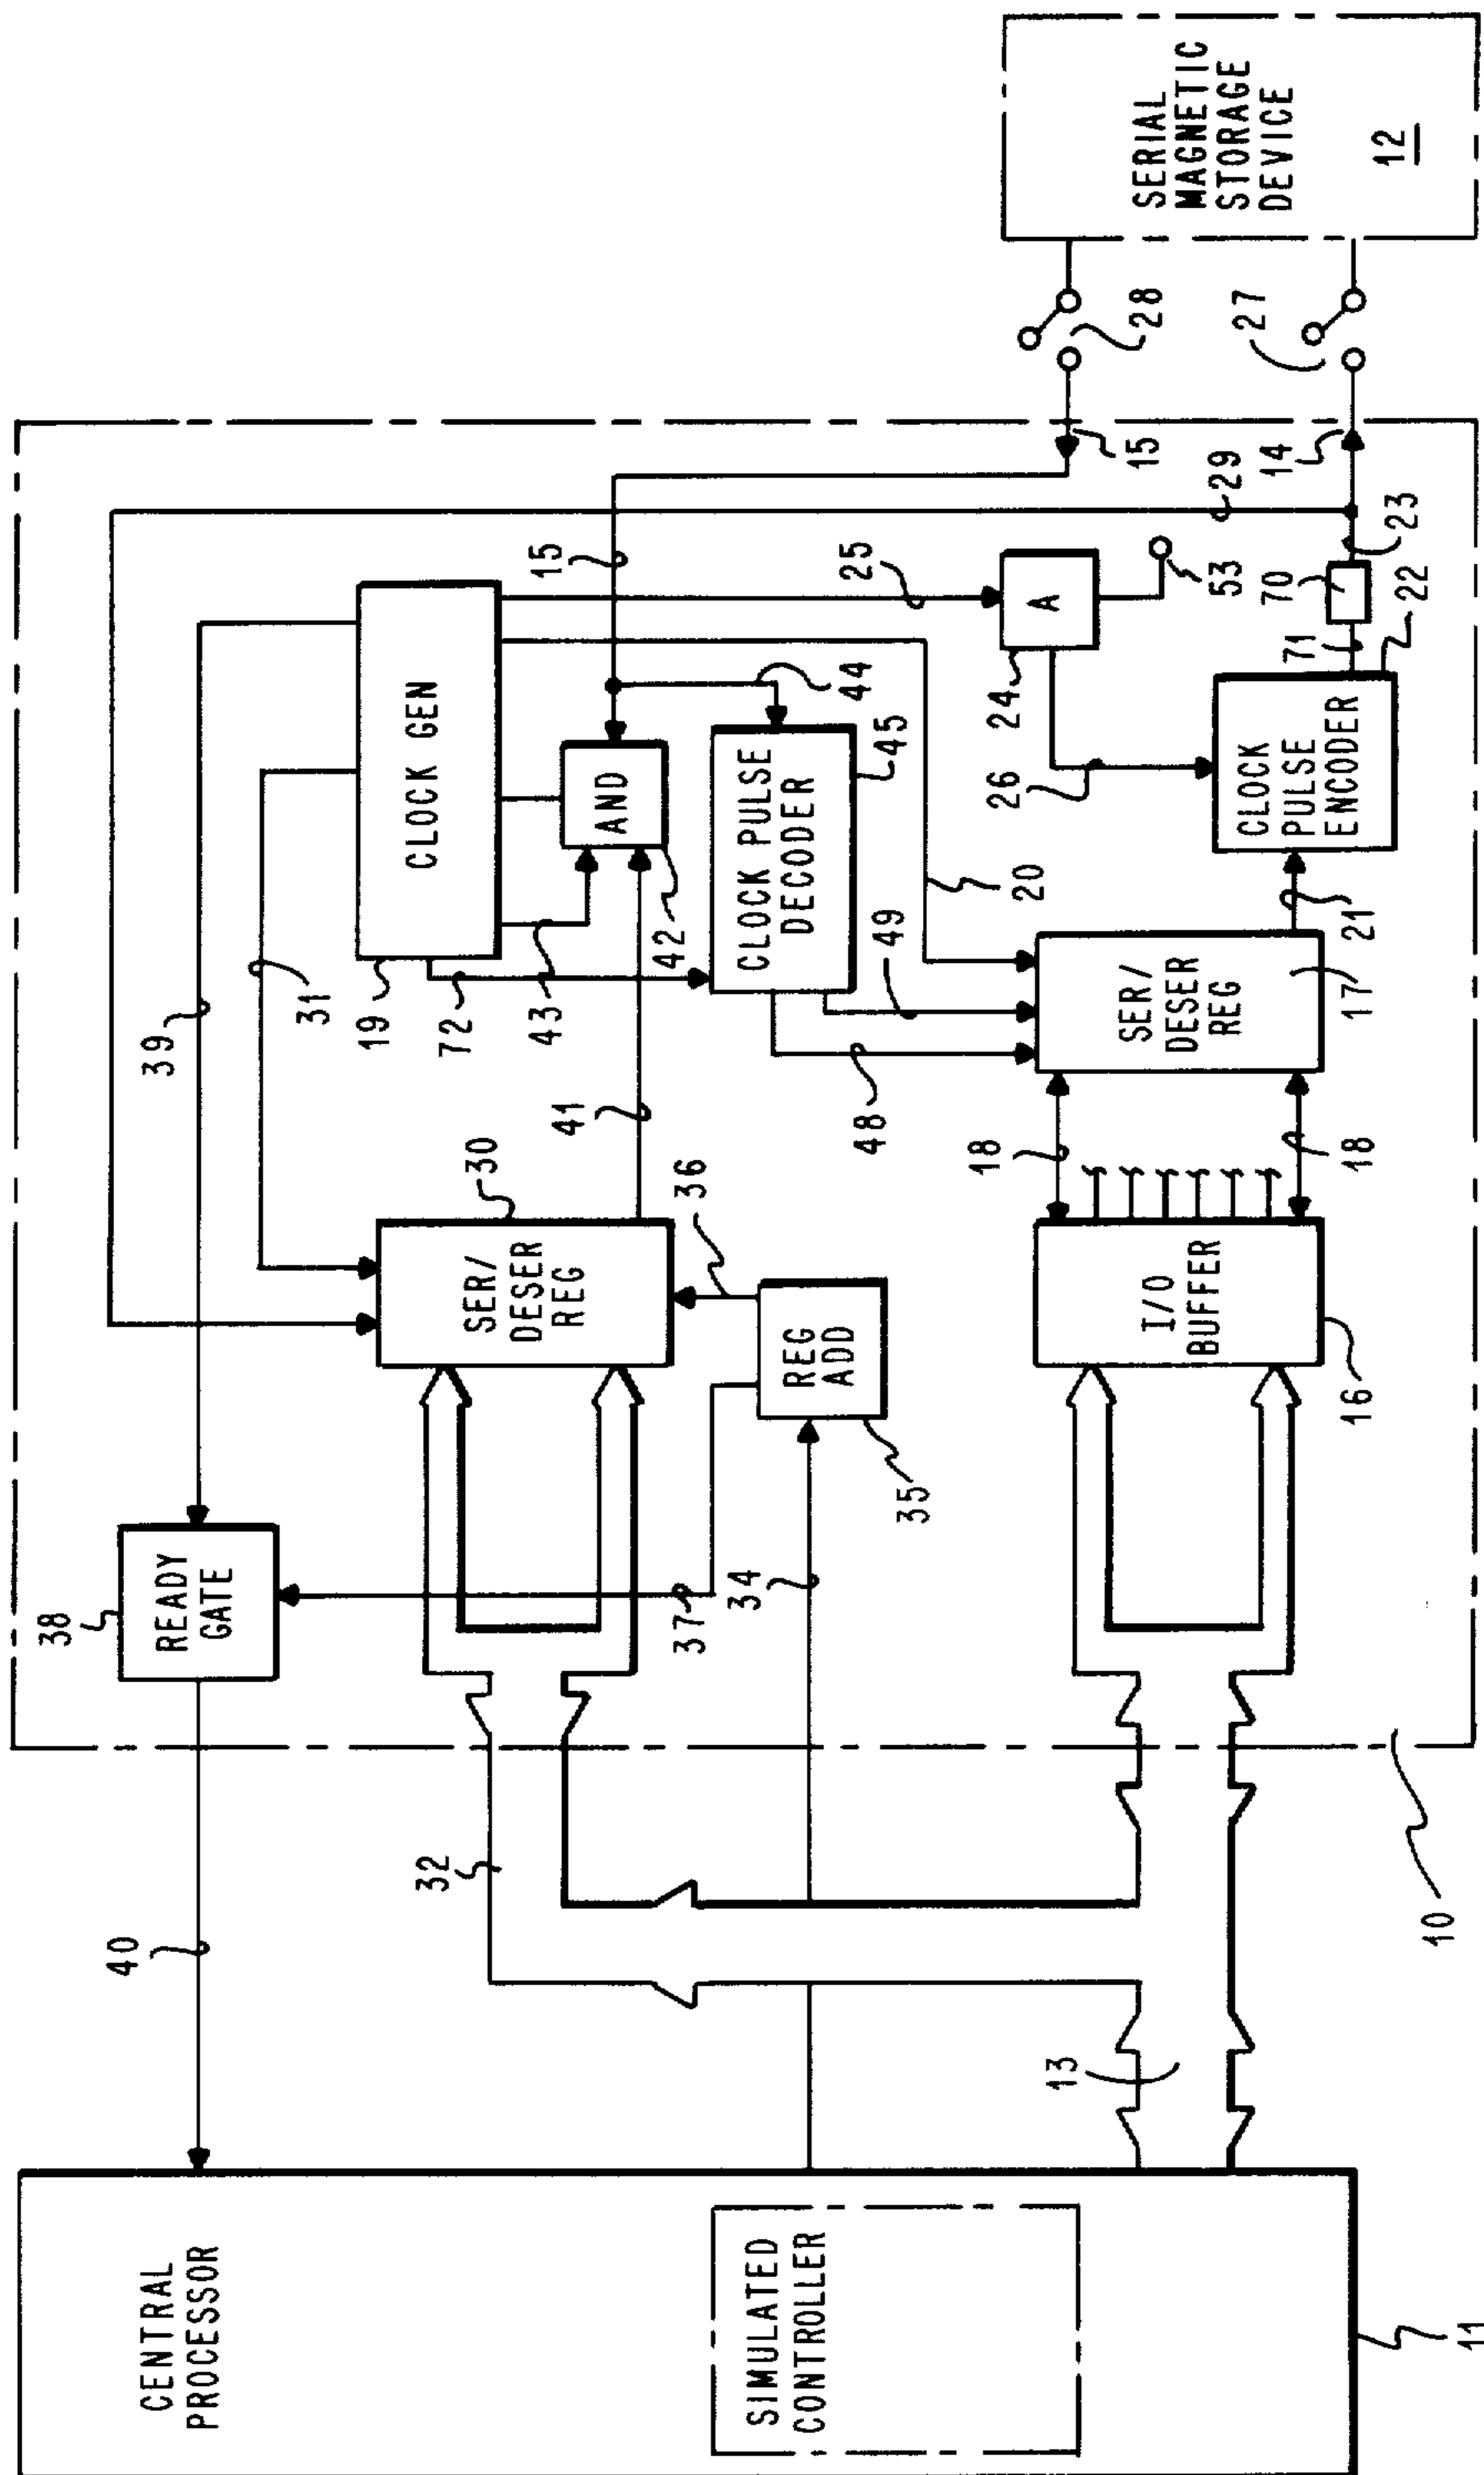 CENTRAL
PROCESSOR
SIMULATED
CONTROLLER
11
40
32
13
10
38
READY
GATE
39
31
37
34
SER/
DESER
REG
30
36
REG
ADD
35
41
I/O
BUFFER
16
18
18
CLOCK GEN
19
72
43
AND
42
15
44
CLOCK PULSE
DECODER
45
48
49
20
SER/
DESER
REG
17
21
25
A
24
53
26
CLOCK
PULSE
ENCODER
22
71
70
23
29
14
15
28
27
SERIAL
MAGNETIC
STORAGE
DEVICE
12